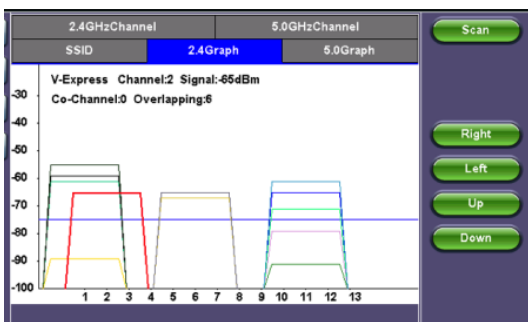 2.4GHzChannel 5.0GHzChannel
SSID 2.4Graph 5.0Graph
V-Express Channel:2 Signal:-65dBm
Co-Channel:0 Overlapping:6
-30
-40
-50
-60
-70
-80
-90
-100
1 2 3 4 5 6 7 8 9 10 11 12 13
Scan
Right
Left
Up
Down